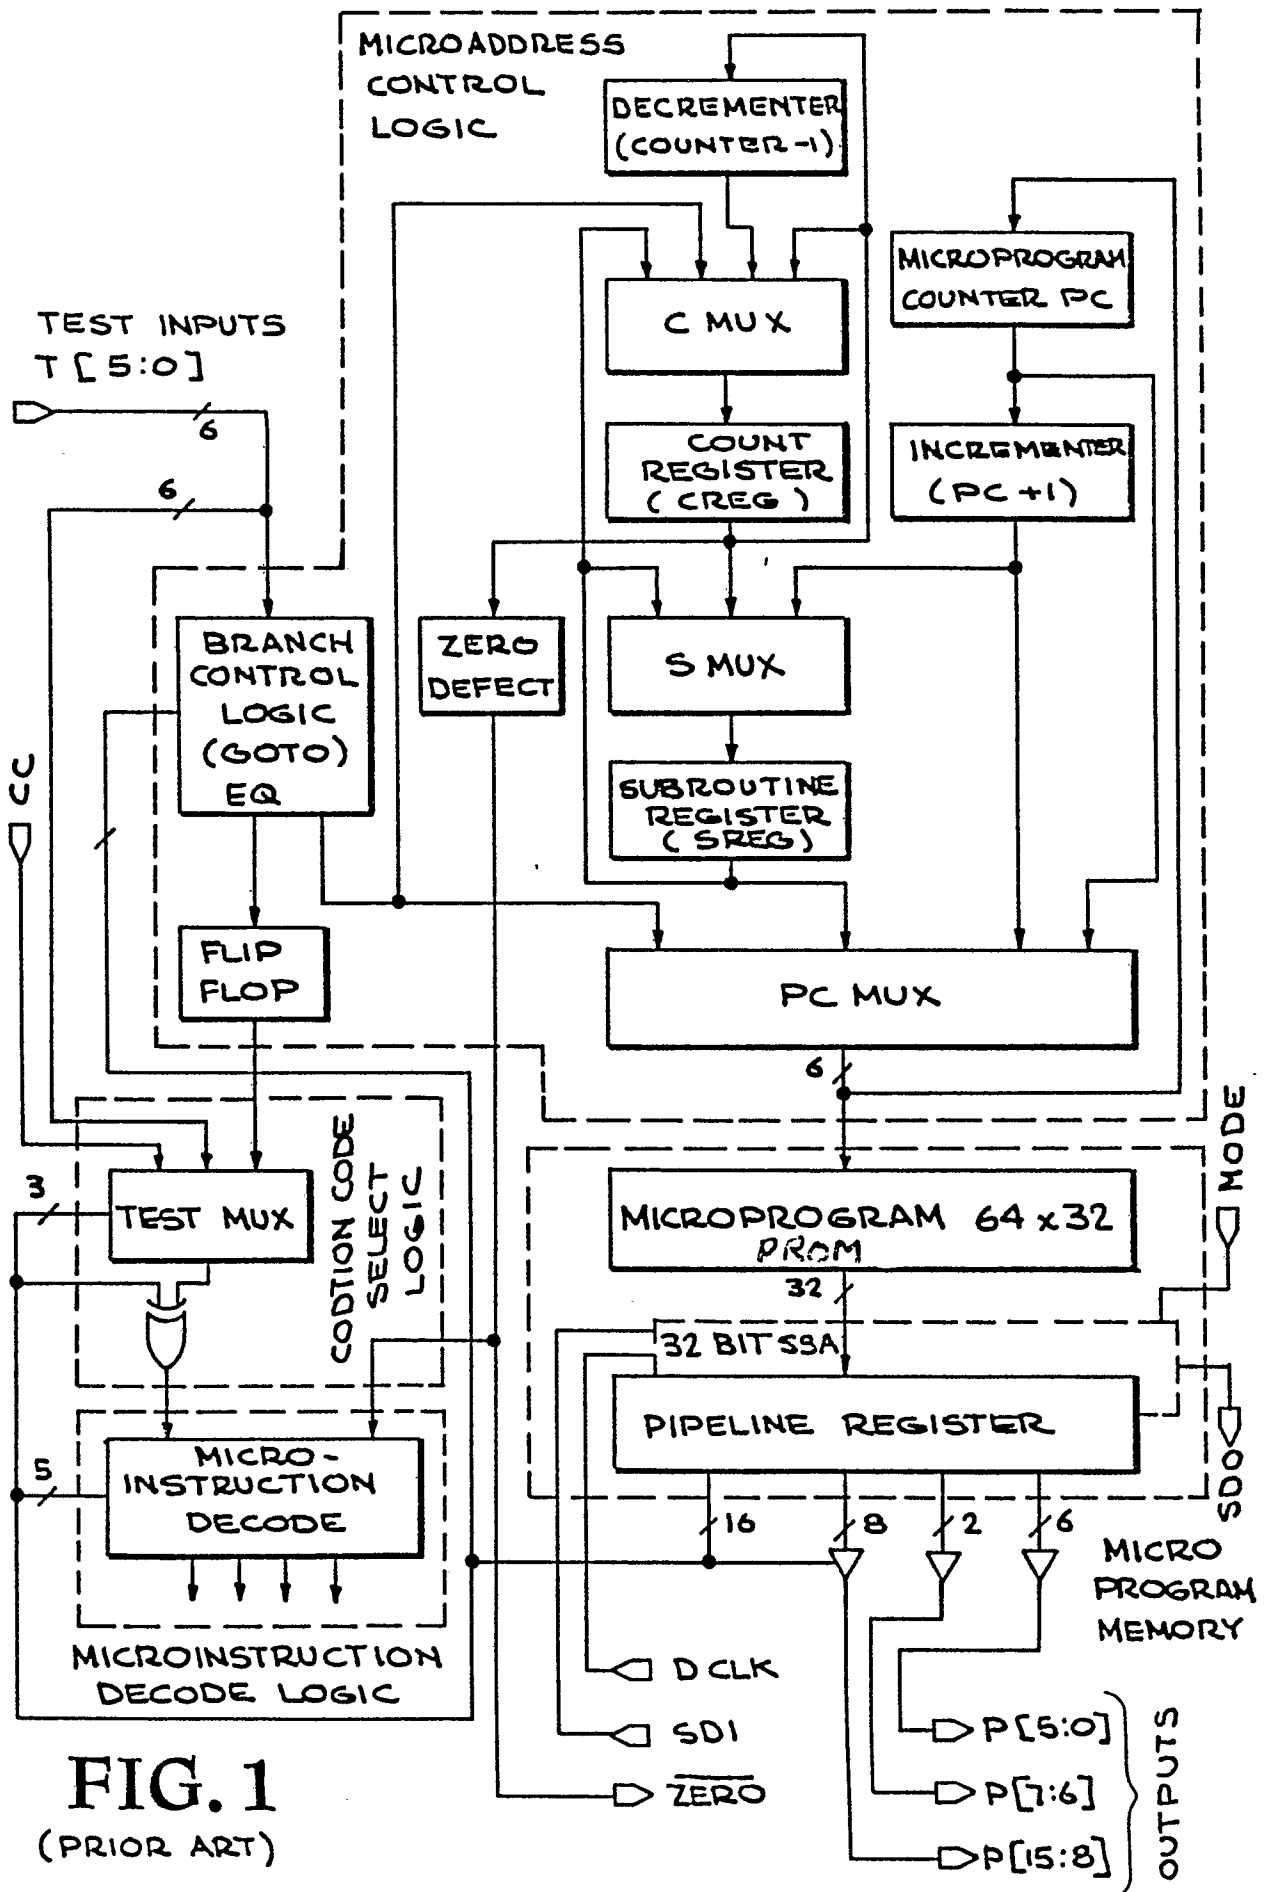 MICROADDRESS
CONTROL
LOGIC
DECREMENTER
(COUNTER-1)
MICROPROGRAM
COUNTER PC
C MUX
TEST INPUTS
T [5:0]
6
6
COUNT
REGISTER
(CREG)
INCREMENTER
(PC+1)
BRANCH
CONTROL
LOGIC
(GOTO)
EQ
ZERO
DEFECT
S MUX
CC
SUBROUTINE
REGISTER
(SREG)
FLIP
FLOP
PC MUX
6
MODE
CODTION CODE
SELECT
LOGIC
3
TEST MUX
MICROPROGRAM 64 x 32
PROM
32
32 BIT SSA
PIPELINE REGISTER
SDO
5
MICRO-
INSTRUCTION
DECODE
16
8
2
6
MICRO
PROGRAM
MEMORY
MICROINSTRUCTION
DECODE LOGIC
D CLK
SDI
ZERO
P[5:0]
P[7:6]
P[15:8]
OUTPUTS
FIG. 1
(PRIOR ART)